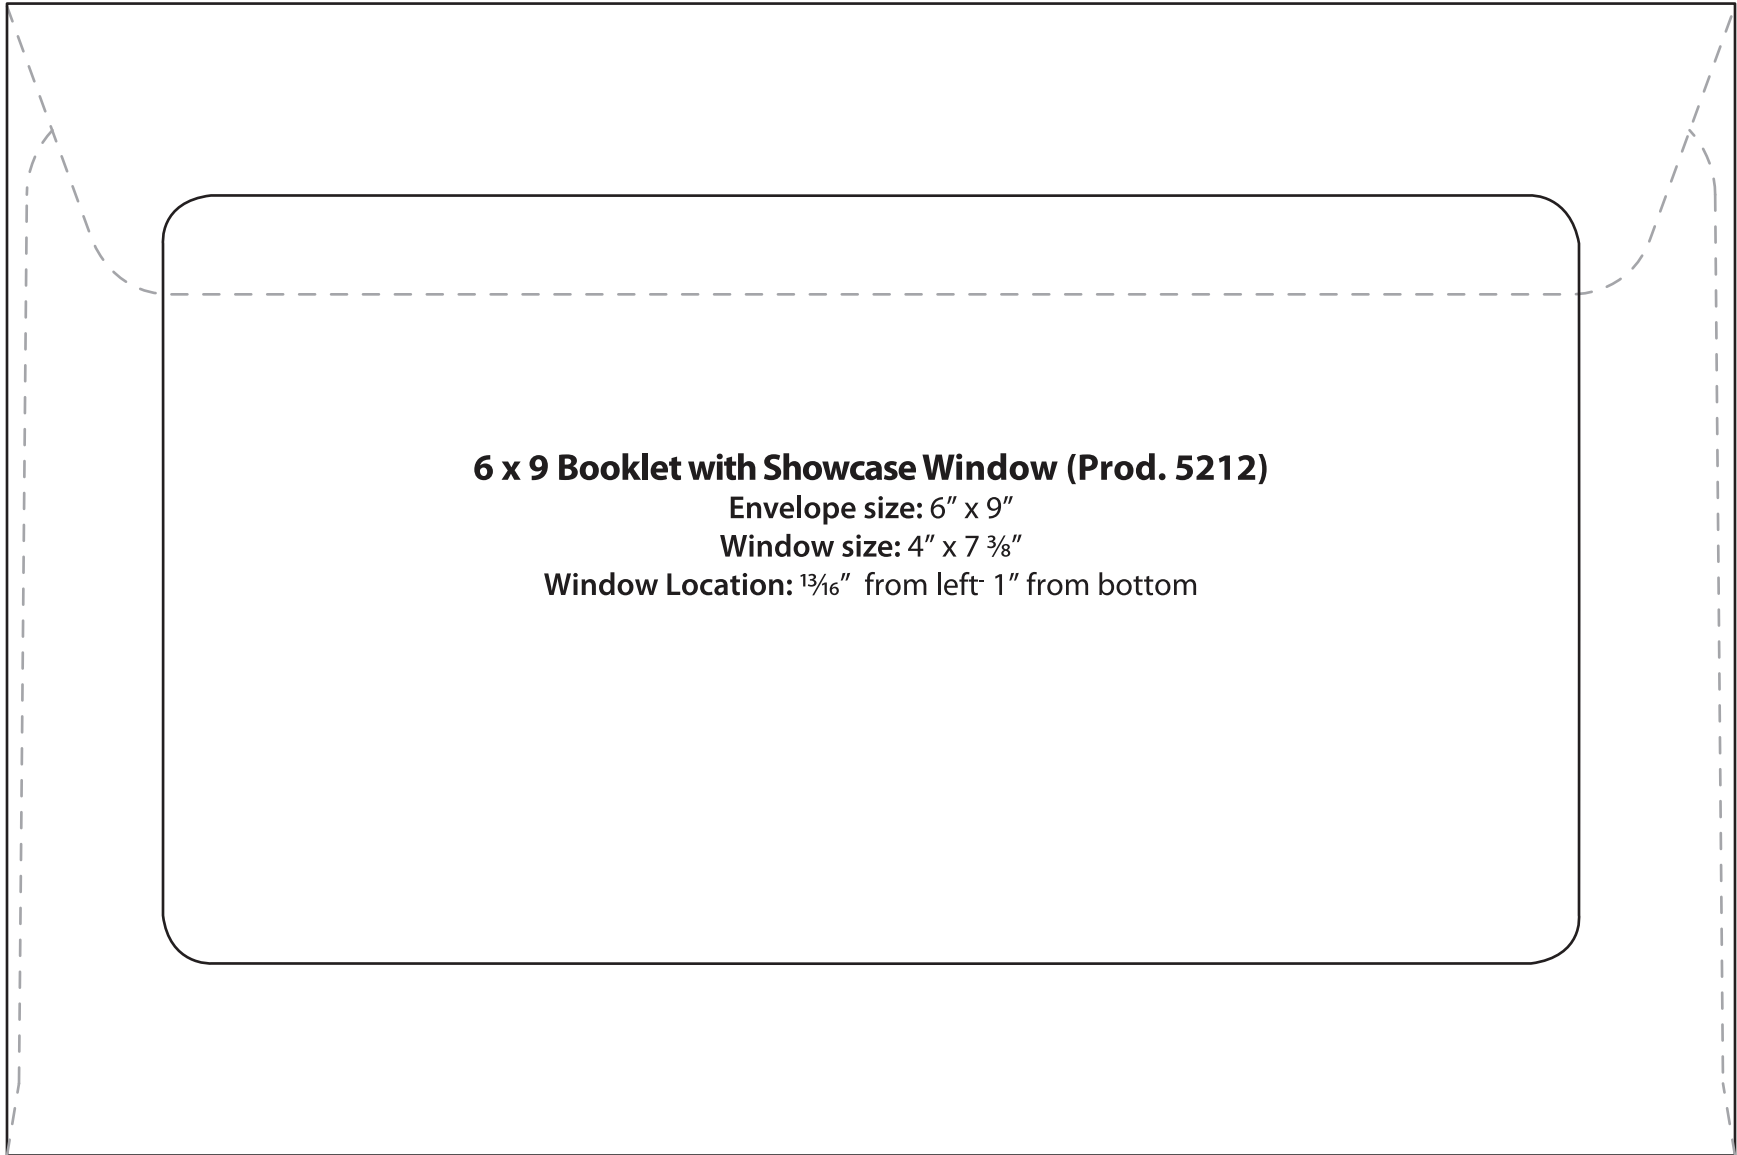 6 x 9 Booklet with Showcase Window (Prod. 5212)
Envelope size: 6” x 9”
Window size: 4” x 7 ⅜”
Window Location: ¹³⁄₁₆” from left- 1” from bottom